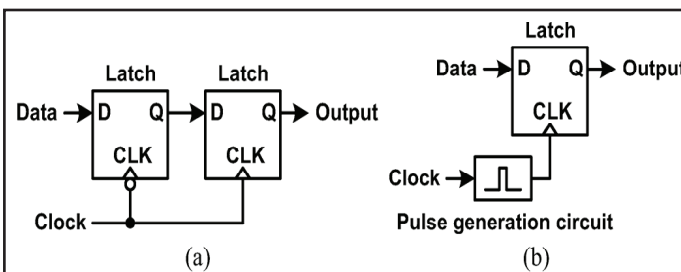 Latch Latch
Data D Q D Q Output
CLK CLK
Clock
(a)
Latch
Data D Q Output
CLK
Clock
Pulse generation circuit
(b)